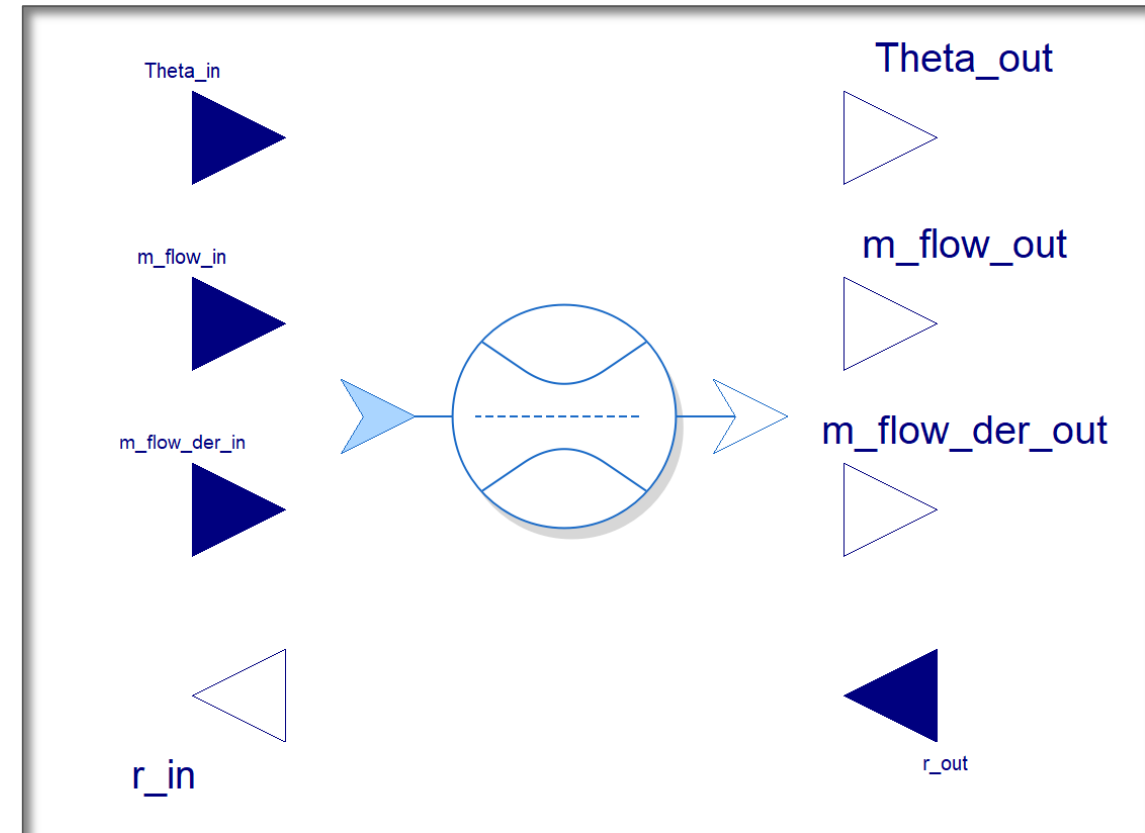 Theta_in
Theta_out
m_flow_in
m_flow_out
m_flow_der_in
m_flow_der_out
r_in
r_out